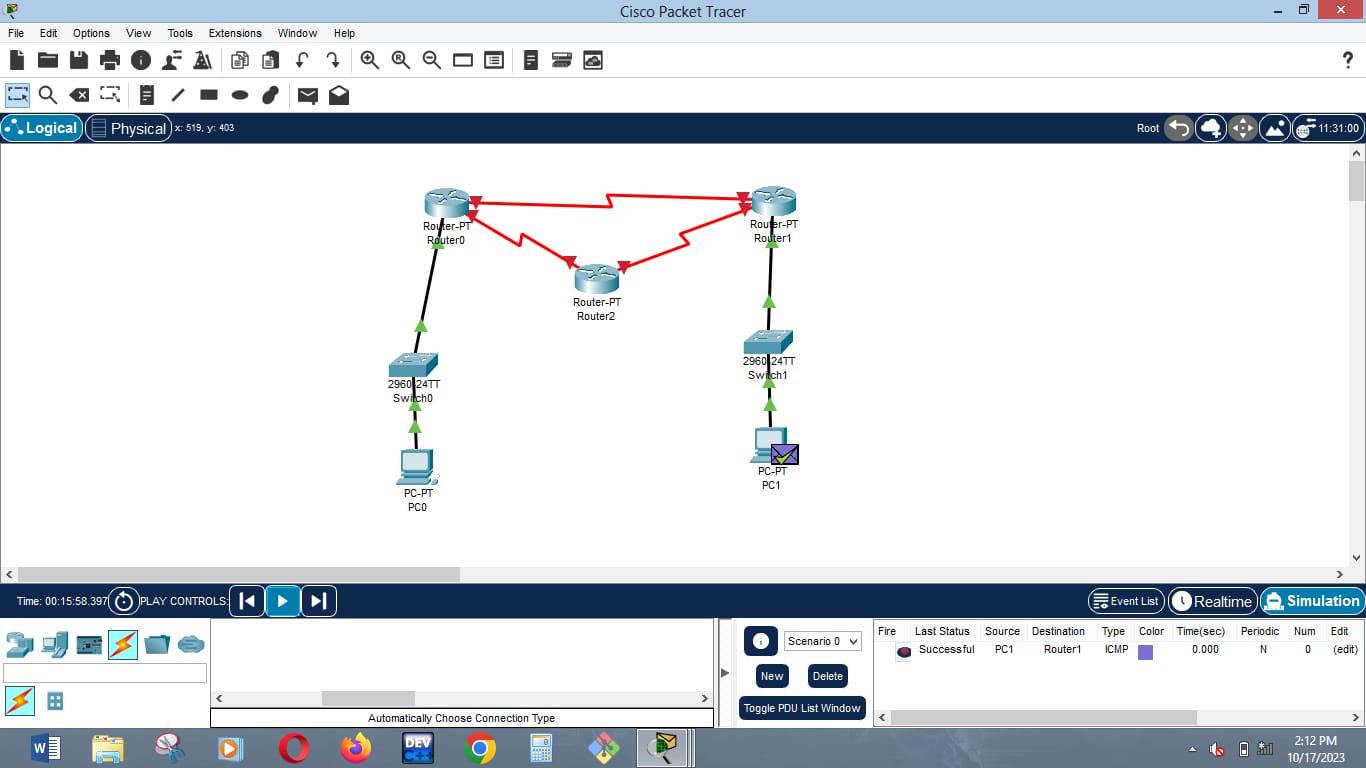 Cisco Packet Tracer
File Edit Options View Tools Extensions Window Help
Logical Physical x: 519, y: 403 Root 11:31:00
Router-PT
Router0
Router-PT
Router1
Router-PT
Router2
2960-24TT
Switch0
2960-24TT
Switch1
PC-PT
PC0
PC-PT
PC1
Time: 00:15:58.397 PLAY CONTROLS: Event List Realtime Simulation
Scenario 0
New Delete
Toggle PDU List Window
Fire Last Status Source Destination Type Color Time(sec) Periodic Num Edit
Successful PC1 Router1 ICMP 0.000 N 0 (edit)
Automatically Choose Connection Type
W DEV C++
2:12 PM
10/17/2023